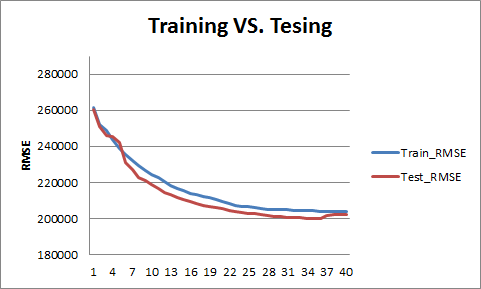 Training VS. Tesing
280000
260000
240000
220000
200000
180000
RMSE
1 4 7 10 13 16 19 22 25 28 31 34 37 40
Train_RMSE
Test_RMSE